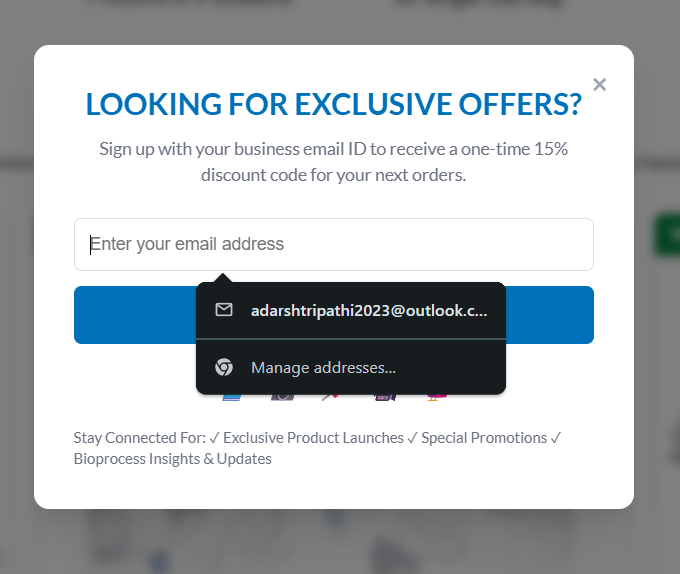 LOOKING FOR EXCLUSIVE OFFERS?
Sign up with your business email ID to receive a one-time 15%
discount code for your next orders.
Enter your email address
adarshtripathi2023@outlook.c...
Manage addresses...
Stay Connected For: ✓ Exclusive Product Launches ✓ Special Promotions ✓
Bioprocess Insights & Updates